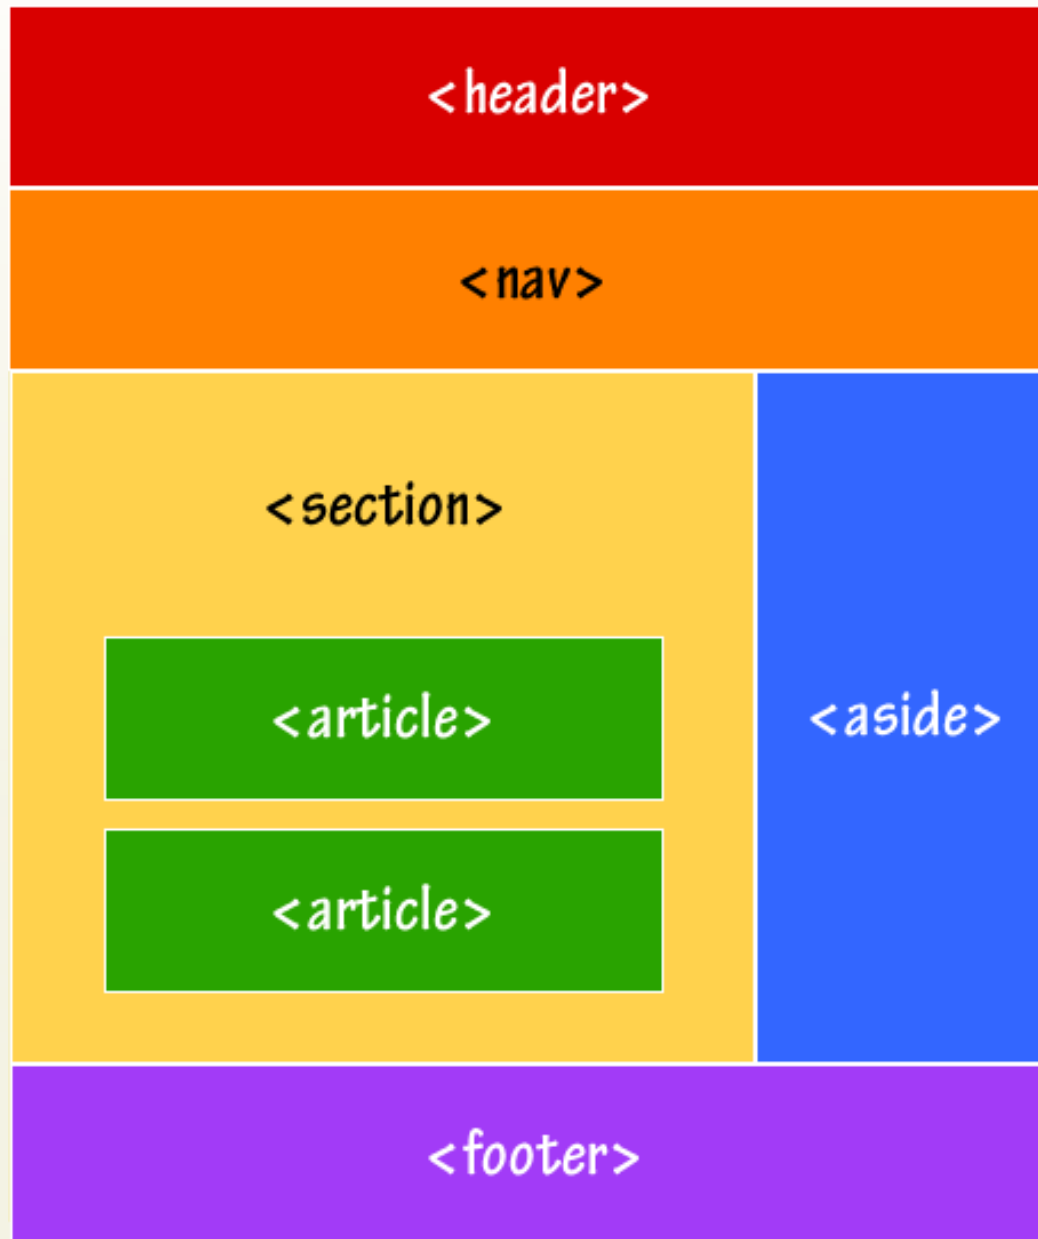 <header>
<nav>
<section>
<article>
<aside>
<article>
<footer>